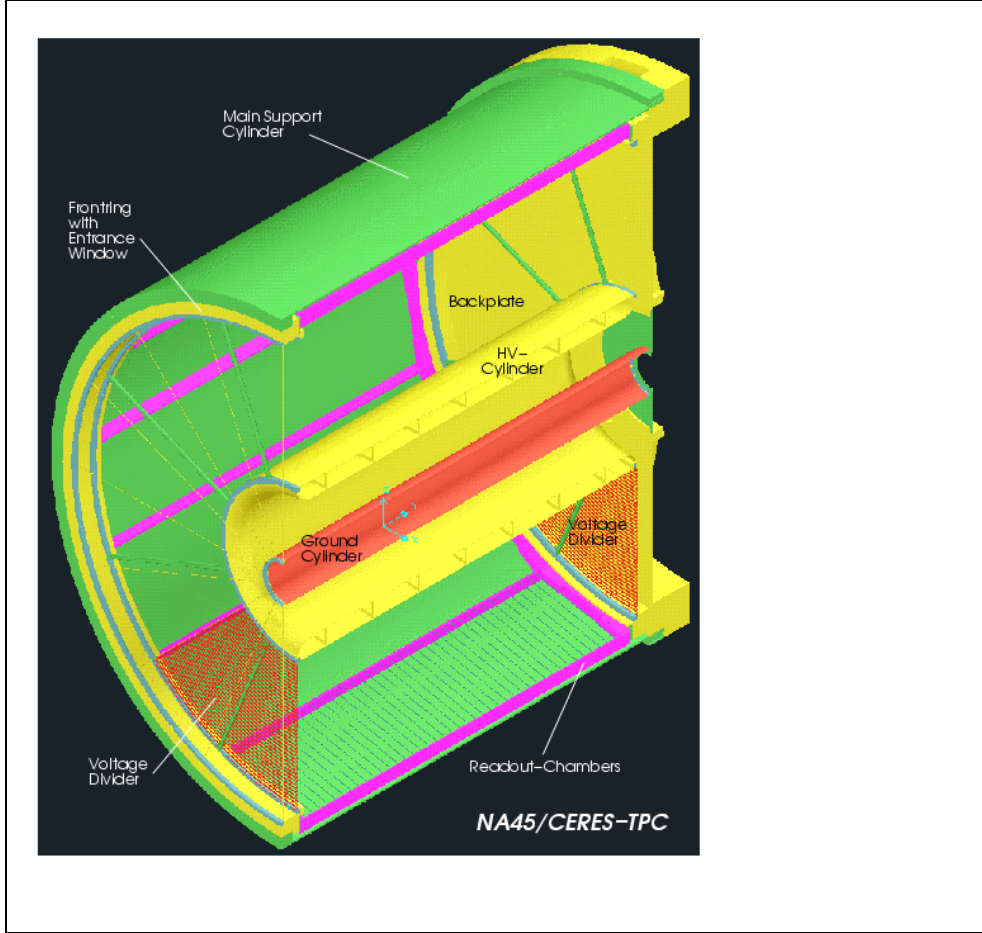 Main Support
Cylinder
Frontring
with
Entrance
Window
Backplate
HV-
Cylinder
Ground
Cylinder
Voltage
Divider
Voltage
Divider
Readout-Chambers
NA45/CERES-TPC